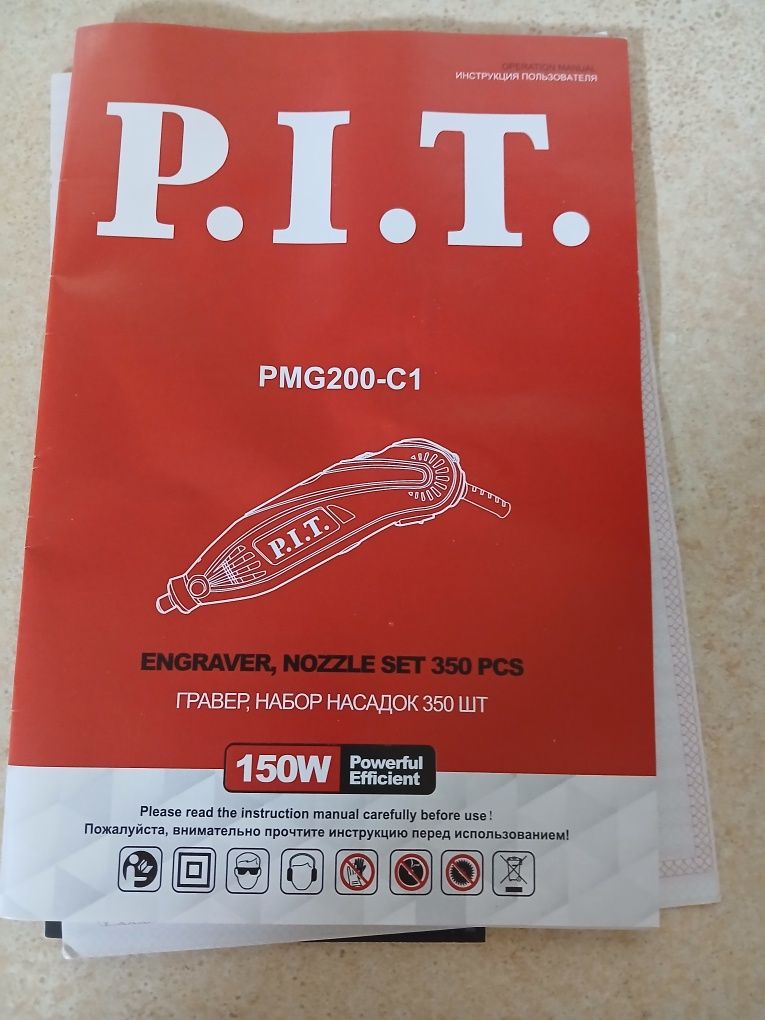 OPERATION MANUAL
ИНСТРУКЦИЯ ПОЛЬЗОВАТЕЛЯ
P.I.T.
PMG200-C1
P.I.T.
ENGRAVER, NOZZLE SET 350 PCS
ГРАВЕР, НАБОР НАСАДОК 350 ШТ
150W Powerful
Efficient
Please read the instruction manual carefully before use!
Пожалуйста, внимательно прочтите инструкцию перед использованием!